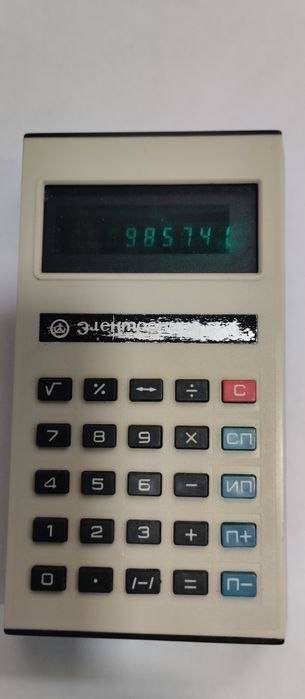 985741
√ % ↔ ÷ C
7 8 9 × СП
4 5 6 − ИП
1 2 3 + П+
0 · /−/ = П−